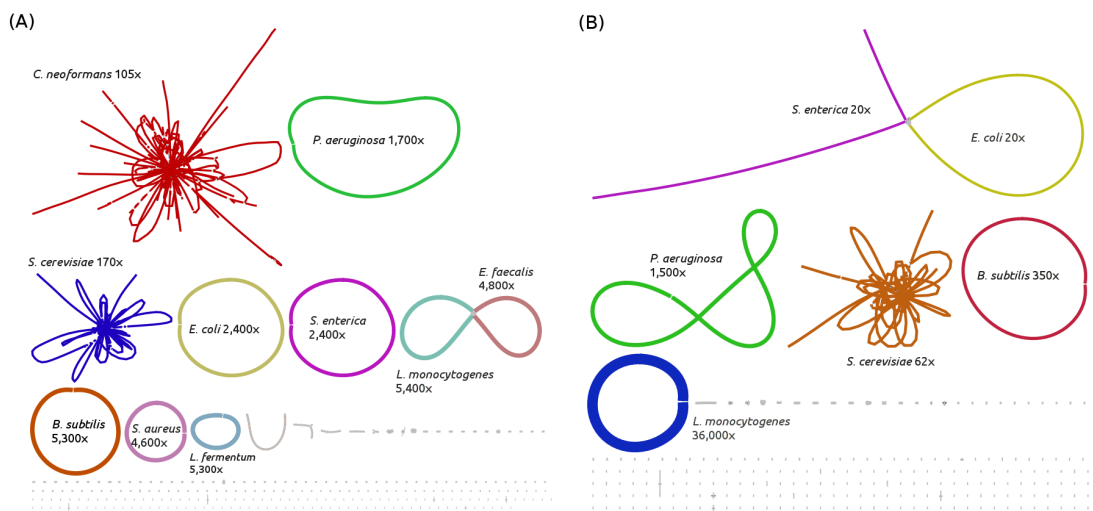 (A)
C. neoformans 105x
P. aeruginosa 1,700x
S. cerevisiae 170x
E. coli 2,400x
S. enterica
2,400x
E. faecalis
4,800x
L. monocytogenes
5,400x
B. subtilis
5,300x
S. aureus
4,600x
L. fermentum
5,300x
(B)
S. enterica 20x
E. coli 20x
P. aeruginosa
1,500x
B. subtilis 350x
S. cerevisiae 62x
L. monocytogenes
36,000x